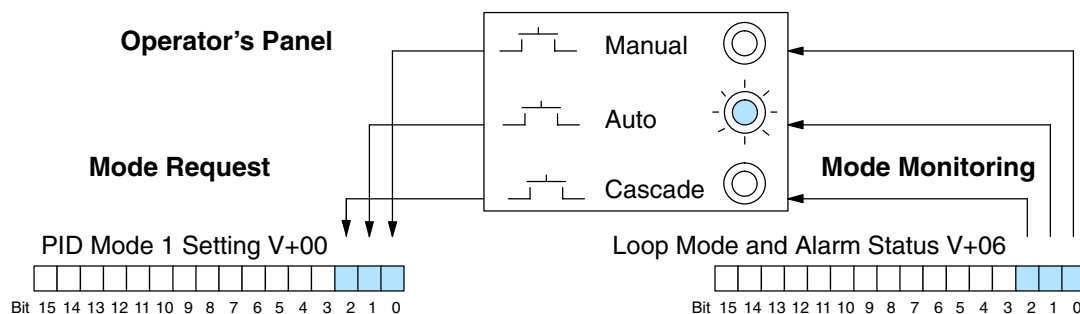 Operator's Panel
Manual
Auto
Mode Request
Mode Monitoring
Cascade
PID Mode 1 Setting V+00
Loop Mode and Alarm Status V+06
Bit 15 14 13 12 11 10 9 8 7 6 5 4 3 2 1 0
Bit 15 14 13 12 11 10 9 8 7 6 5 4 3 2 1 0